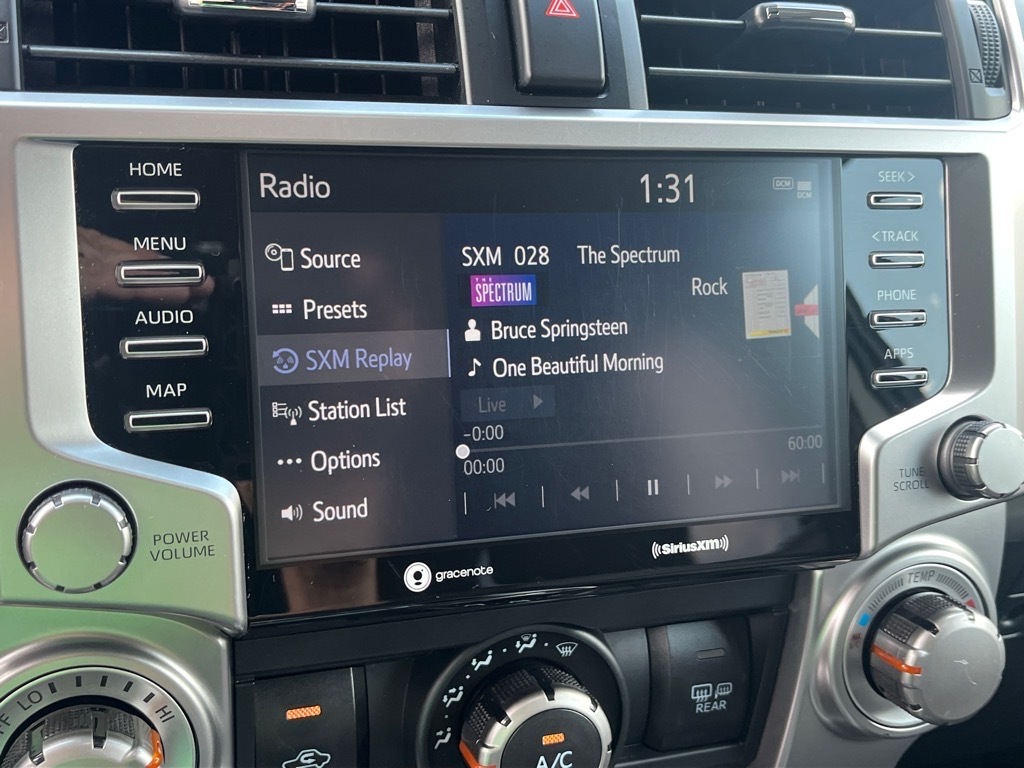 HOME
MENU
AUDIO
MAP
POWER
VOLUME
Radio
1:31
DCM
DCM
Source
Presets
SXM Replay
Station List
Options
Sound
SXM 028 The Spectrum
THE
SPECTRUM
Rock
Bruce Springsteen
One Beautiful Morning
Live
-0:00
00:00
60:00
SEEK >
< TRACK
PHONE
APPS
TUNE
SCROLL
gracenote
SiriusXM
TEMP
LO
HI
A/C
REAR